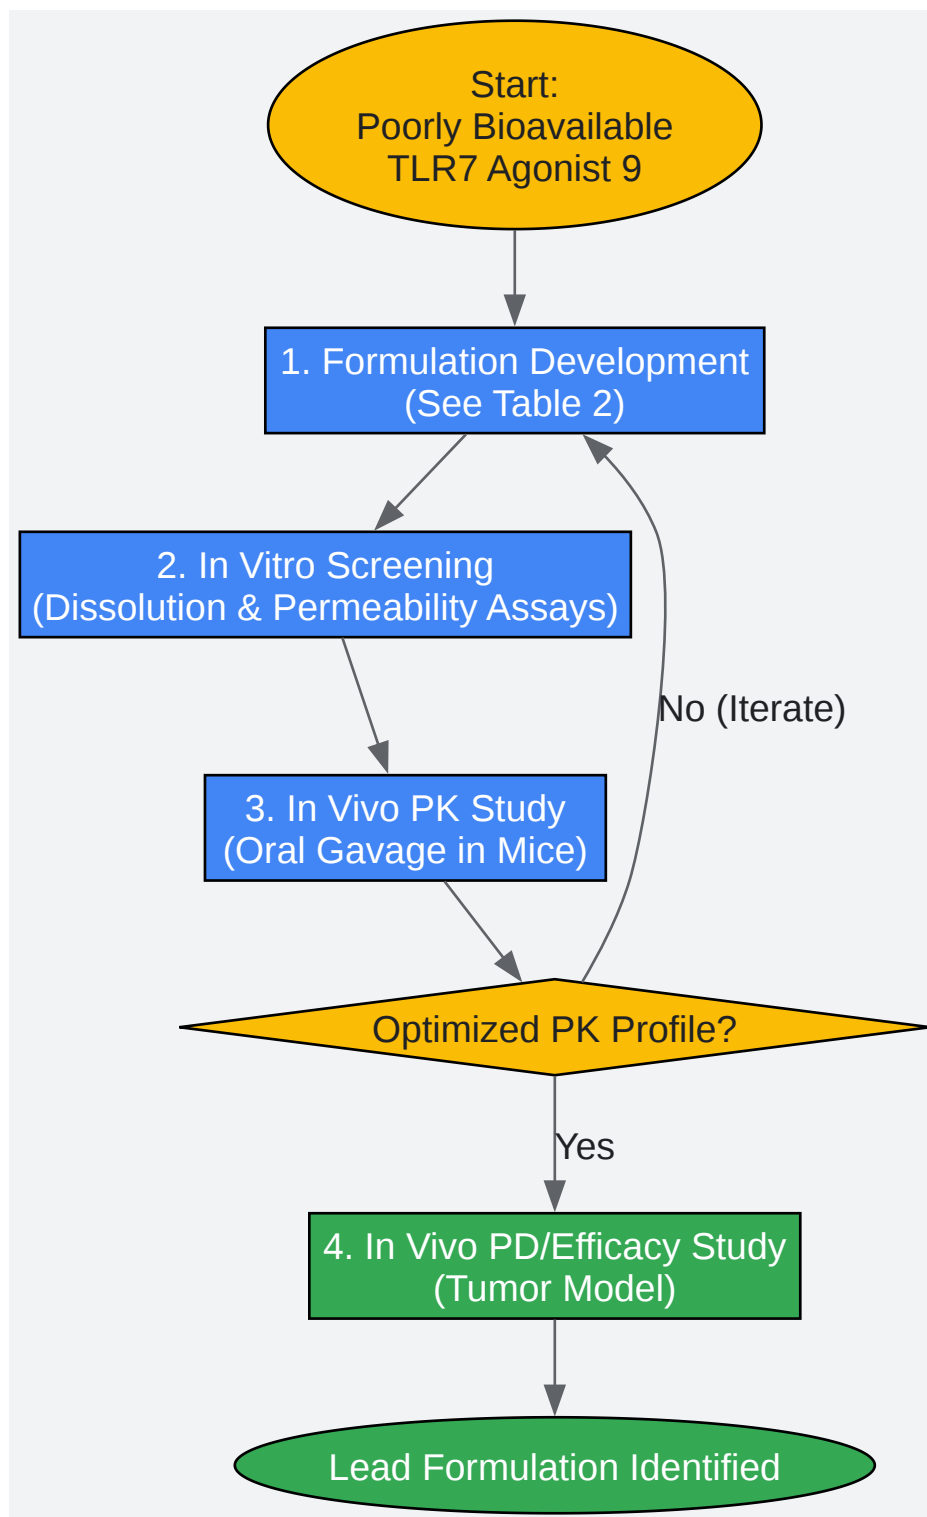 Start:
Poorly Bioavailable
TLR7 Agonist 9
1. Formulation Development
(See Table 2)
2. In Vitro Screening
(Dissolution & Permeability Assays)
No (Iterate)
3. In Vivo PK Study
(Oral Gavage in Mice)
Optimized PK Profile?
Yes
4. In Vivo PD/Efficacy Study
(Tumor Model)
Lead Formulation Identified